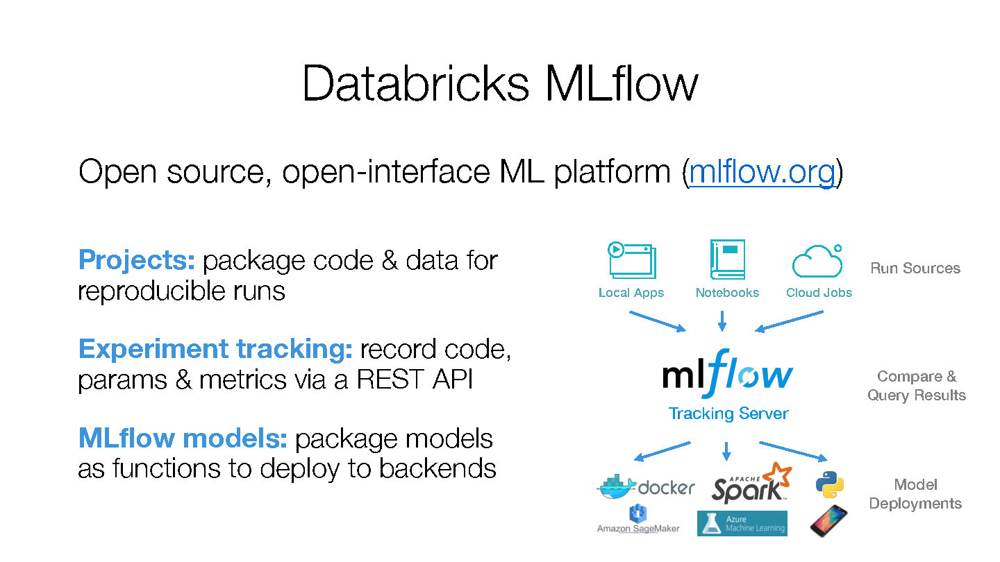 Databricks MLflow
Open source, open-interface ML platform (mlflow.org)
Projects: package code & data for
reproducible runs
Experiment tracking: record code,
params & metrics via a REST API
MLflow models: package models
as functions to deploy to backends
Local Apps
Notebooks
Cloud Jobs
Run Sources
mlflow
Tracking Server
Compare &
Query Results
docker
APACHE
Spark™
Amazon SageMaker
Azure
Machine Learning
Model
Deployments